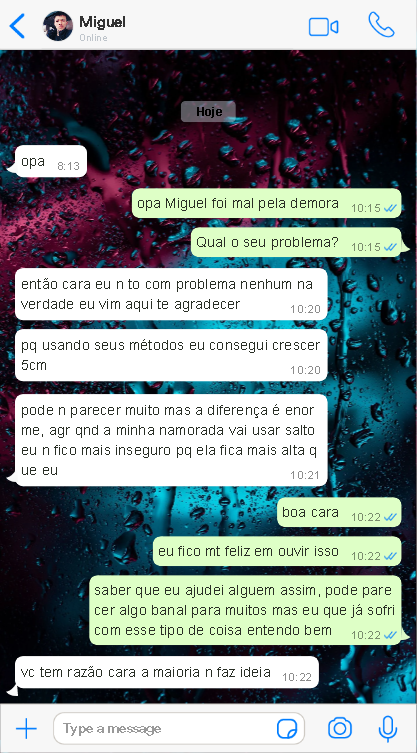 Miguel
Online
Hoje
opa 8:13
opa Miguel foi mal pela demora 10:15
Qual o seu problema? 10:15
então cara eu n to com problema nenhum na
verdade eu vim aqui te agradecer
10:20
pq usando seus métodos eu consegui crescer
5cm
10:20
pode n parecer muito mas a diferença é enor
me, agr qnd a minha namorada vai usar salto
eu n fico mais inseguro pq ela fica mais alta q
ue eu
10:21
boa cara 10:22
eu fico mt feliz em ouvir isso 10:22
saber que eu ajudei alguem assim, pode pare
cer algo banal para muitos mas eu que já sofri
com esse tipo de coisa entendo bem 10:22
vc tem razão cara a maioria n faz ideia 10:22
Type a message